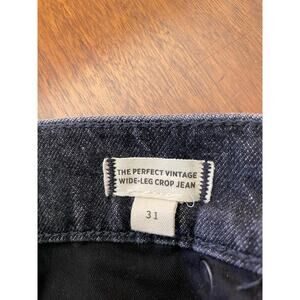 THE PERFECT VINTAGE
WIDE-LEG CROP JEAN
31